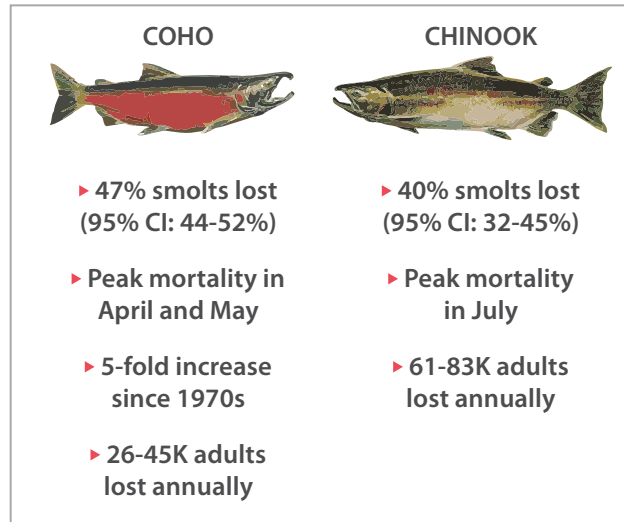 COHO
▸ 47% smolts lost
(95% CI: 44-52%)
▸ Peak mortality in
April and May
▸ 5-fold increase
since 1970s
▸ 26-45K adults
lost annually
CHINOOK
▸ 40% smolts lost
(95% CI: 32-45%)
▸ Peak mortality
in July
▸ 61-83K adults
lost annually